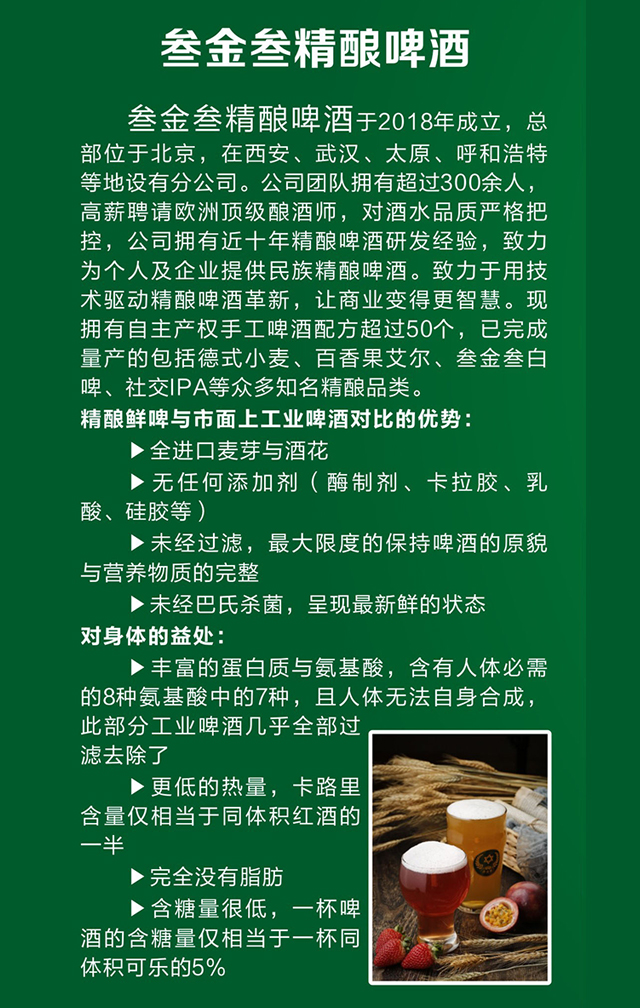 叁金叁精酿啤酒
叁金叁精酿啤酒于2018年成立，总
部位于北京，在西安、武汉、太原、呼和浩特
等地设有分公司。公司团队拥有超过300余人，
高薪聘请欧洲顶级酿酒师，对酒水品质严格把
控，公司拥有近十年精酿啤酒研发经验，致力
为个人及企业提供民族精酿啤酒。致力于用技
术驱动精酿啤酒革新，让商业变得更智慧。现
拥有自主产权手工啤酒配方超过50个，已完成
量产的包括德式小麦、百香果艾尔、叁金叁白
啤、社交IPA等众多知名精酿品类。
精酿鲜啤与市面上工业啤酒对比的优势：
▶全进口麦芽与酒花
▶无任何添加剂（酶制剂、卡拉胶、乳
酸、硅胶等）
▶未经过滤，最大限度的保持啤酒的原貌
与营养物质的完整
▶未经巴氏杀菌，呈现最新鲜的状态
对身体的益处：
▶丰富的蛋白质与氨基酸，含有人体必需
的8种氨基酸中的7种，且人体无法自身合成，
此部分工业啤酒几乎全部过
滤去除了
▶更低的热量，卡路里
含量仅相当于同体积红酒的
一半
▶完全没有脂肪
▶含糖量很低，一杯啤
酒的含糖量仅相当于一杯同
体积可乐的5%